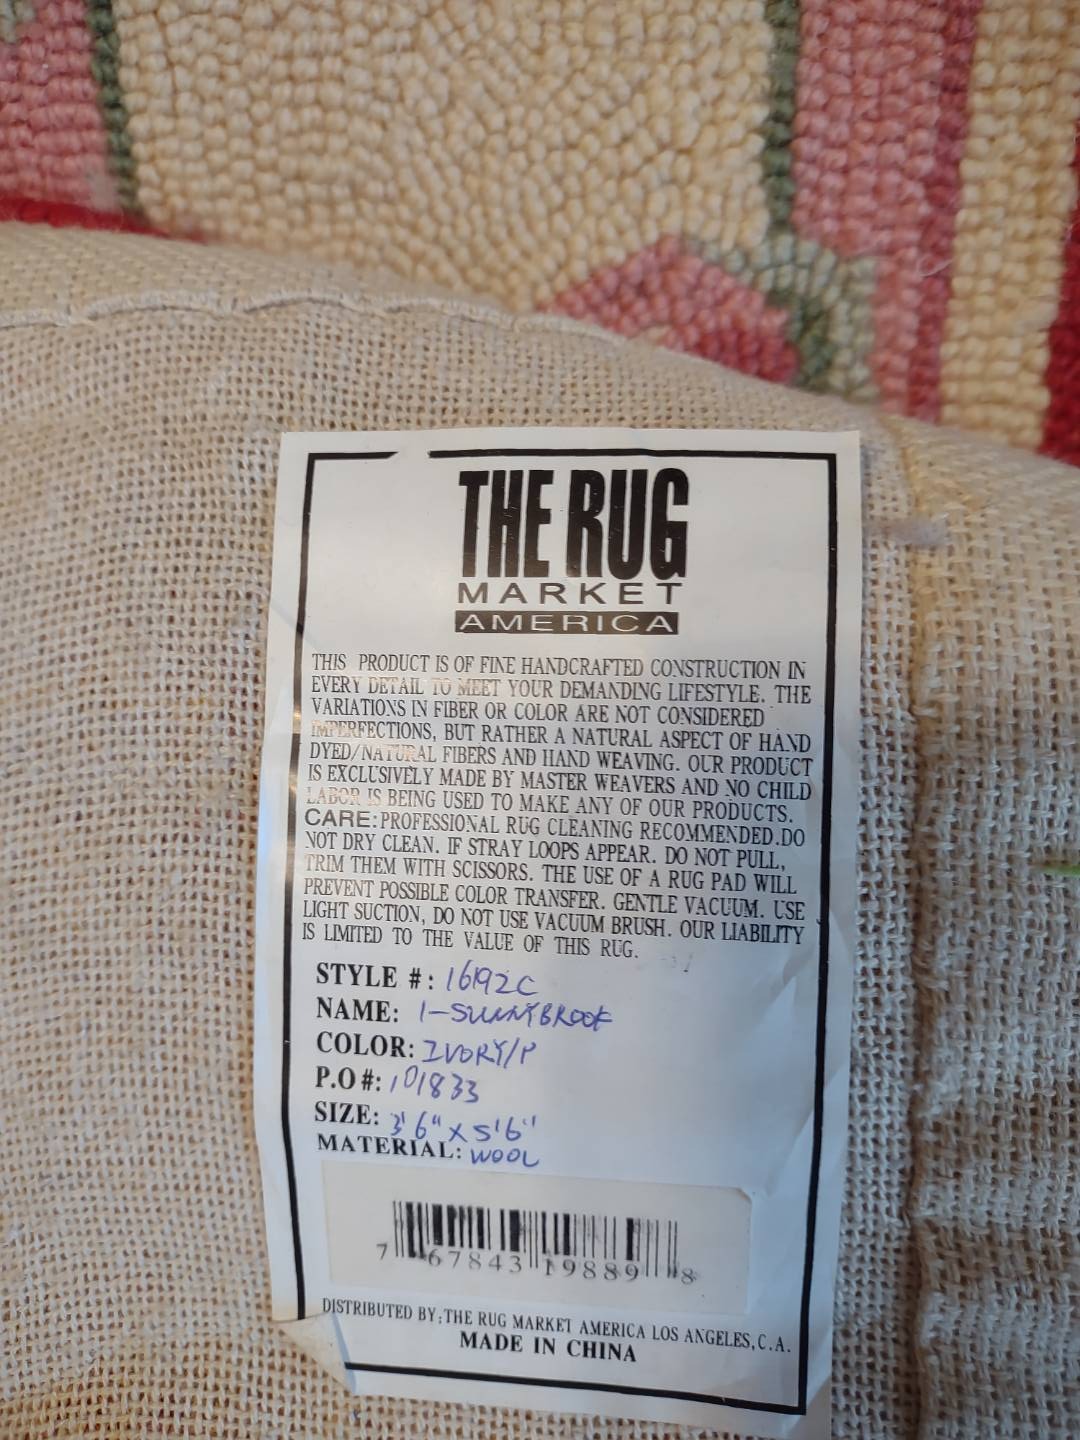 THE RUG
MARKET
AMERICA
THIS PRODUCT IS OF FINE HANDCRAFTED CONSTRUCTION IN
EVERY DETAIL TO MEET YOUR DEMANDING LIFESTYLE. THE
VARIATIONS IN FIBER OR COLOR ARE NOT CONSIDERED
IMPERFECTIONS, BUT RATHER A NATURAL ASPECT OF HAND
DYED/NATURAL FIBERS AND HAND WEAVING. OUR PRODUCT
IS EXCLUSIVELY MADE BY MASTER WEAVERS AND NO CHILD
LABOR IS BEING USED TO MAKE ANY OF OUR PRODUCTS.
CARE:PROFESSIONAL RUG CLEANING RECOMMENDED.DO
NOT DRY CLEAN. IF STRAY LOOPS APPEAR. DO NOT PULL,
TRIM THEM WITH SCISSORS. THE USE OF A RUG PAD WILL
PREVENT POSSIBLE COLOR TRANSFER. GENTLE VACUUM. USE
LIGHT SUCTION, DO NOT USE VACUUM BRUSH. OUR LIABILITY
IS LIMITED TO THE VALUE OF THIS RUG.
STYLE #: 16192C
NAME: 1-SUNNYBROOK
COLOR: IVORY/P
P.O#: 101833
SIZE: 3'6" X 5'6"
MATERIAL: WOOL
7 67843 19889 8
DISTRIBUTED BY:THE RUG MARKET AMERICA LOS ANGELES,C.A.
MADE IN CHINA